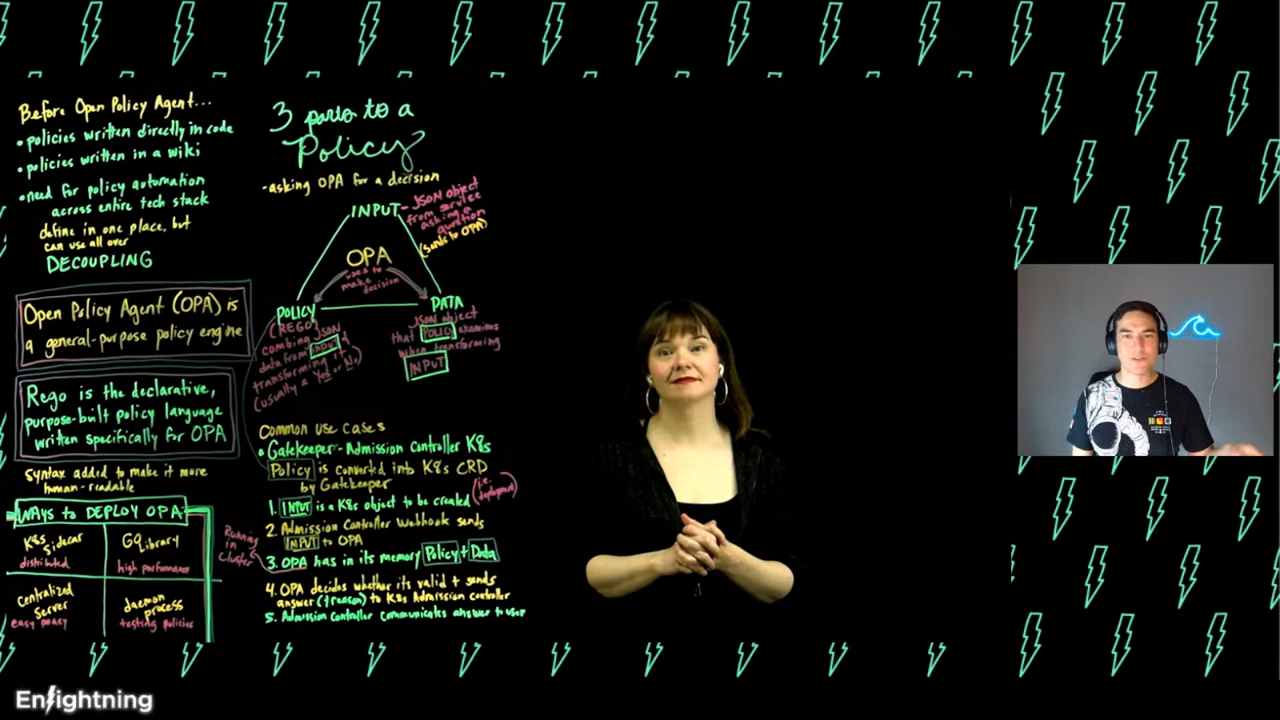 Before Open Policy Agent...
• policies written directly in code
• policies written in a wiki
• need for policy automation
across entire tech stack
define in one place, but
can use all over
DECOUPLING
Open Policy Agent (OPA) is
a general-purpose policy engine
Rego is the declarative,
purpose-built policy language
written specifically for OPA
Syntax added to make it more
human-readable
WAYS to DEPLOY OPA
K8s sidecar
distributed
GO Library
high performance
centralized
server
easy peasy
daemon
process
testing policies
3 parts to a
Policy
- asking OPA for a decision
INPUT - JSON object
from service
asking a
question
(sends to OPA)
OPA
uses to
make
decision
POLICY
(REGO)
combining JSON
data from INPUT &
transforming it
(usually a Yes or No)
DATA
JSON object
that POLICY examines
when transforming
INPUT
Common use cases
• Gatekeeper - Admission Controller K8s
Policy is converted into K8s CRD
by Gatekeeper
1. INPUT is a K8s object to be created (i.e. deployment)
2. Admission Controller Webhook sends
INPUT to OPA
Running
in
cluster
3. OPA has in its memory Policy + Data
4. OPA decides whether its valid + sends
answer (+ reason) to K8s Admission Controller
5. Admission Controller communicates answer to user
Enlightning